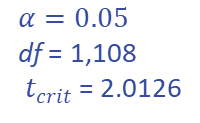 α = 0.05
df = 1,108
t_crit = 2.0126